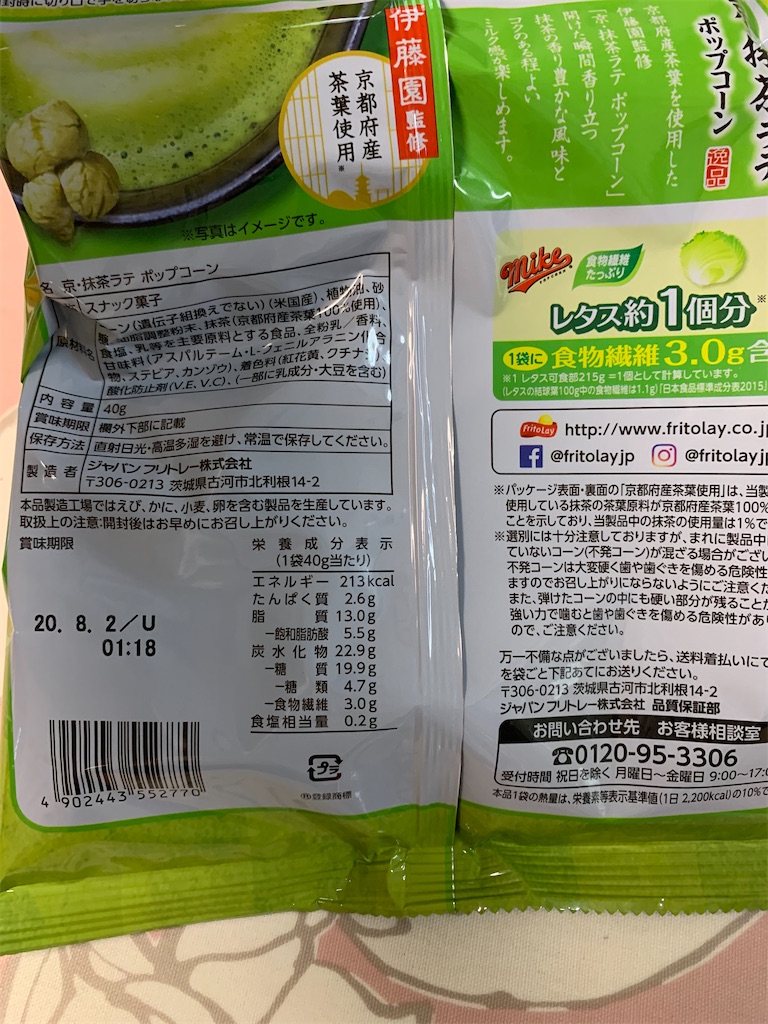 伊藤園監修
京都府産
茶葉使用※
※写真はイメージです。
名 京・抹茶ラテ ポップコーン
スナック菓子
原材料名
コーン(遺伝子組換えでない)(米国産)、植物油、砂
糖、油脂調整粉末、抹茶(京都府産茶葉100%使用)、
食塩、乳等を主要原料とする食品、全粉乳/香料、
甘味料(アスパルテーム・L-フェニルアラニン化合
物、ステビア、カンゾウ)、着色料(紅花黄、クチナシ)、
酸化防止剤(V.E、V.C)、(一部に乳成分・大豆を含む)
内容量 40g
賞味期限 欄外下部に記載
保存方法 直射日光・高温多湿を避け、常温で保存してください。
製造者 ジャパンフリトレー株式会社
〒306-0213 茨城県古河市北利根14-2
本品製造工場ではえび、かに、小麦、卵を含む製品を生産しています。
取扱上の注意:開封後はお早めにお召し上がりください。
賞味期限
20. 8. 2/U
01:18
栄養成分表示
(1袋40g当たり)
エネルギー 213kcal
たんぱく質 2.6g
脂質 13.0g
-飽和脂肪酸 5.5g
炭水化物 22.9g
-糖質 19.9g
-糖類 4.7g
-食物繊維 3.0g
食塩相当量 0.2g
プラ
®登録商標
4 902443 552770
抹茶ラテ
ポップコーン
逸品
京都府産茶葉を使用した
伊藤園監修
「京・抹茶ラテ ポップコーン」
開けた瞬間香り立つ
抹茶の香り豊かな風味と
コクのある程よい
ミルク感が楽しめます。
Mike
POPCORN
食物繊維
たっぷり
レタス約1個分※
1袋に 食物繊維3.0g含
※1 レタス可食部215g=1個として計算しています。
(レタスの結球葉100g中の食物繊維は1.1g)「日本食品標準成分表2015」
FritoLay http://www.fritolay.co.j
@fritolayjp @fritolayj
※パッケージ表面・裏面の「京都府産茶葉使用」は、当製
使用している抹茶の茶葉原料が京都府産茶葉100%
ことを示しており、当製品中の抹茶の使用量は1%で
※選別には十分注意しておりますが、まれに製品中に
ていないコーン(不発コーン)が混ざる場合がござい
不発コーンは大変硬く歯や歯ぐきを傷める危険性
ますのでお召し上がりにならないようにご注意くだ
また、弾けたコーンの中にも硬い部分が残ることが
強い力で噛むと歯や歯ぐきを傷める危険性があり
ので、ご注意ください。
万一不備な点がございましたら、送料着払いにて
を袋ごと下記あてにお送りください。
〒306-0213 茨城県古河市北利根14-2
ジャパンフリトレー株式会社 品質保証部
お問い合わせ先 お客様相談室
☎0120-95-3306
受付時間 祝日を除く 月曜日〜金曜日 9:00〜17:0
本品1袋の熱量は、栄養素等表示基準値(1日 2,200kcal)の10%で